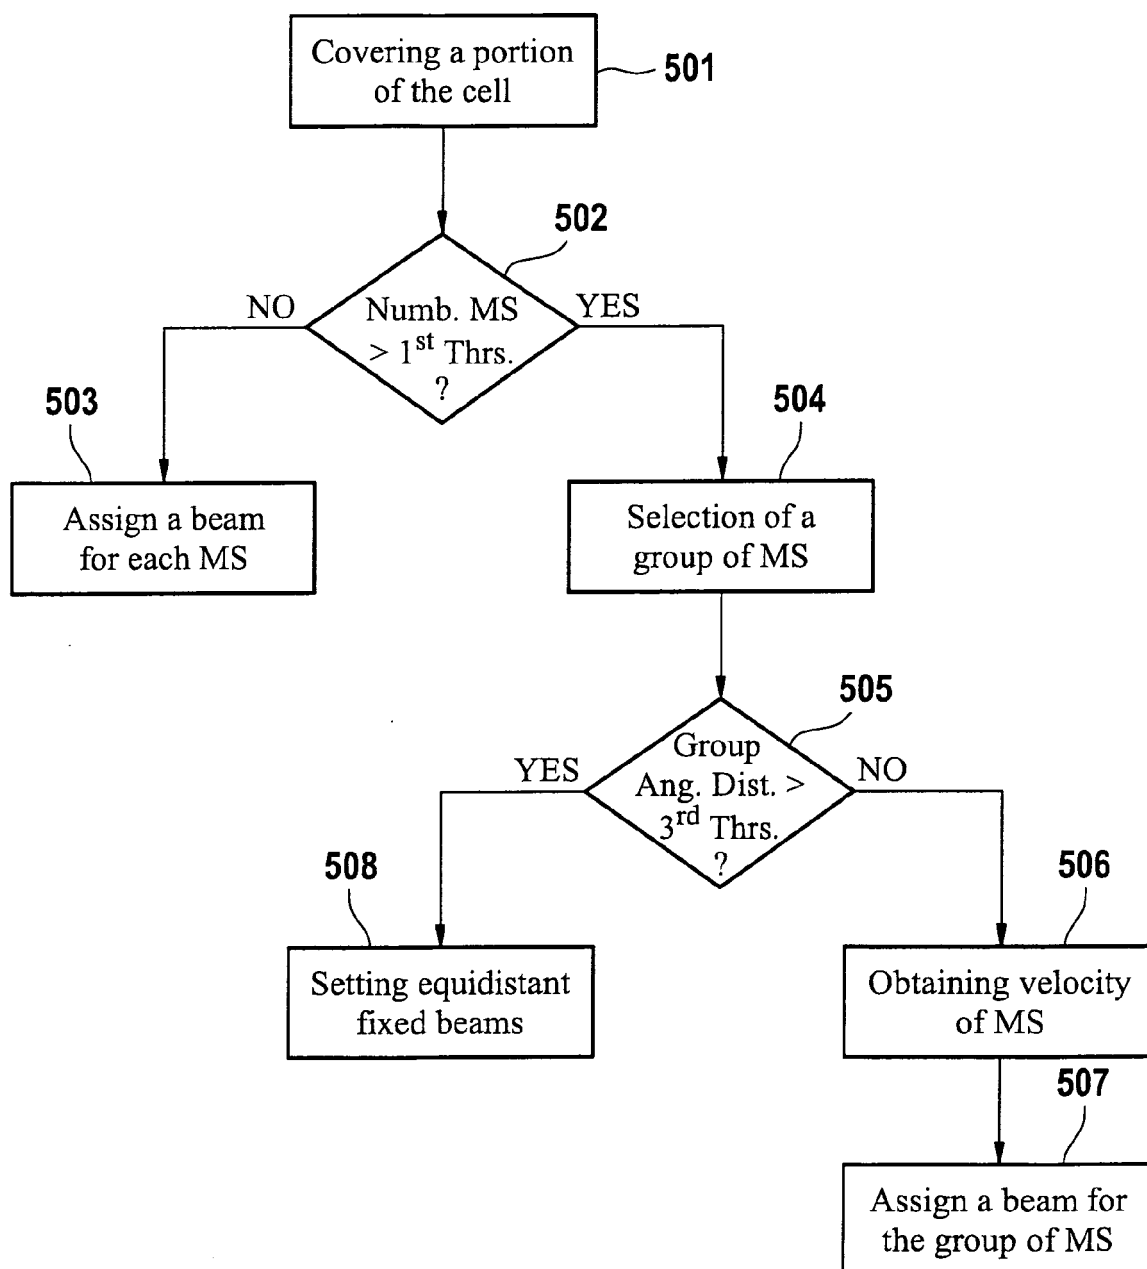 Covering a portion
of the cell
501
502
NO
YES
Numb. MS
> 1st Thrs.
?
503
504
Assign a beam
for each MS
Selection of a
group of MS
505
YES
NO
Group
Ang. Dist. >
3rd Thrs.
?
508
506
Setting equidistant
fixed beams
Obtaining velocity
of MS
507
Assign a beam for
the group of MS